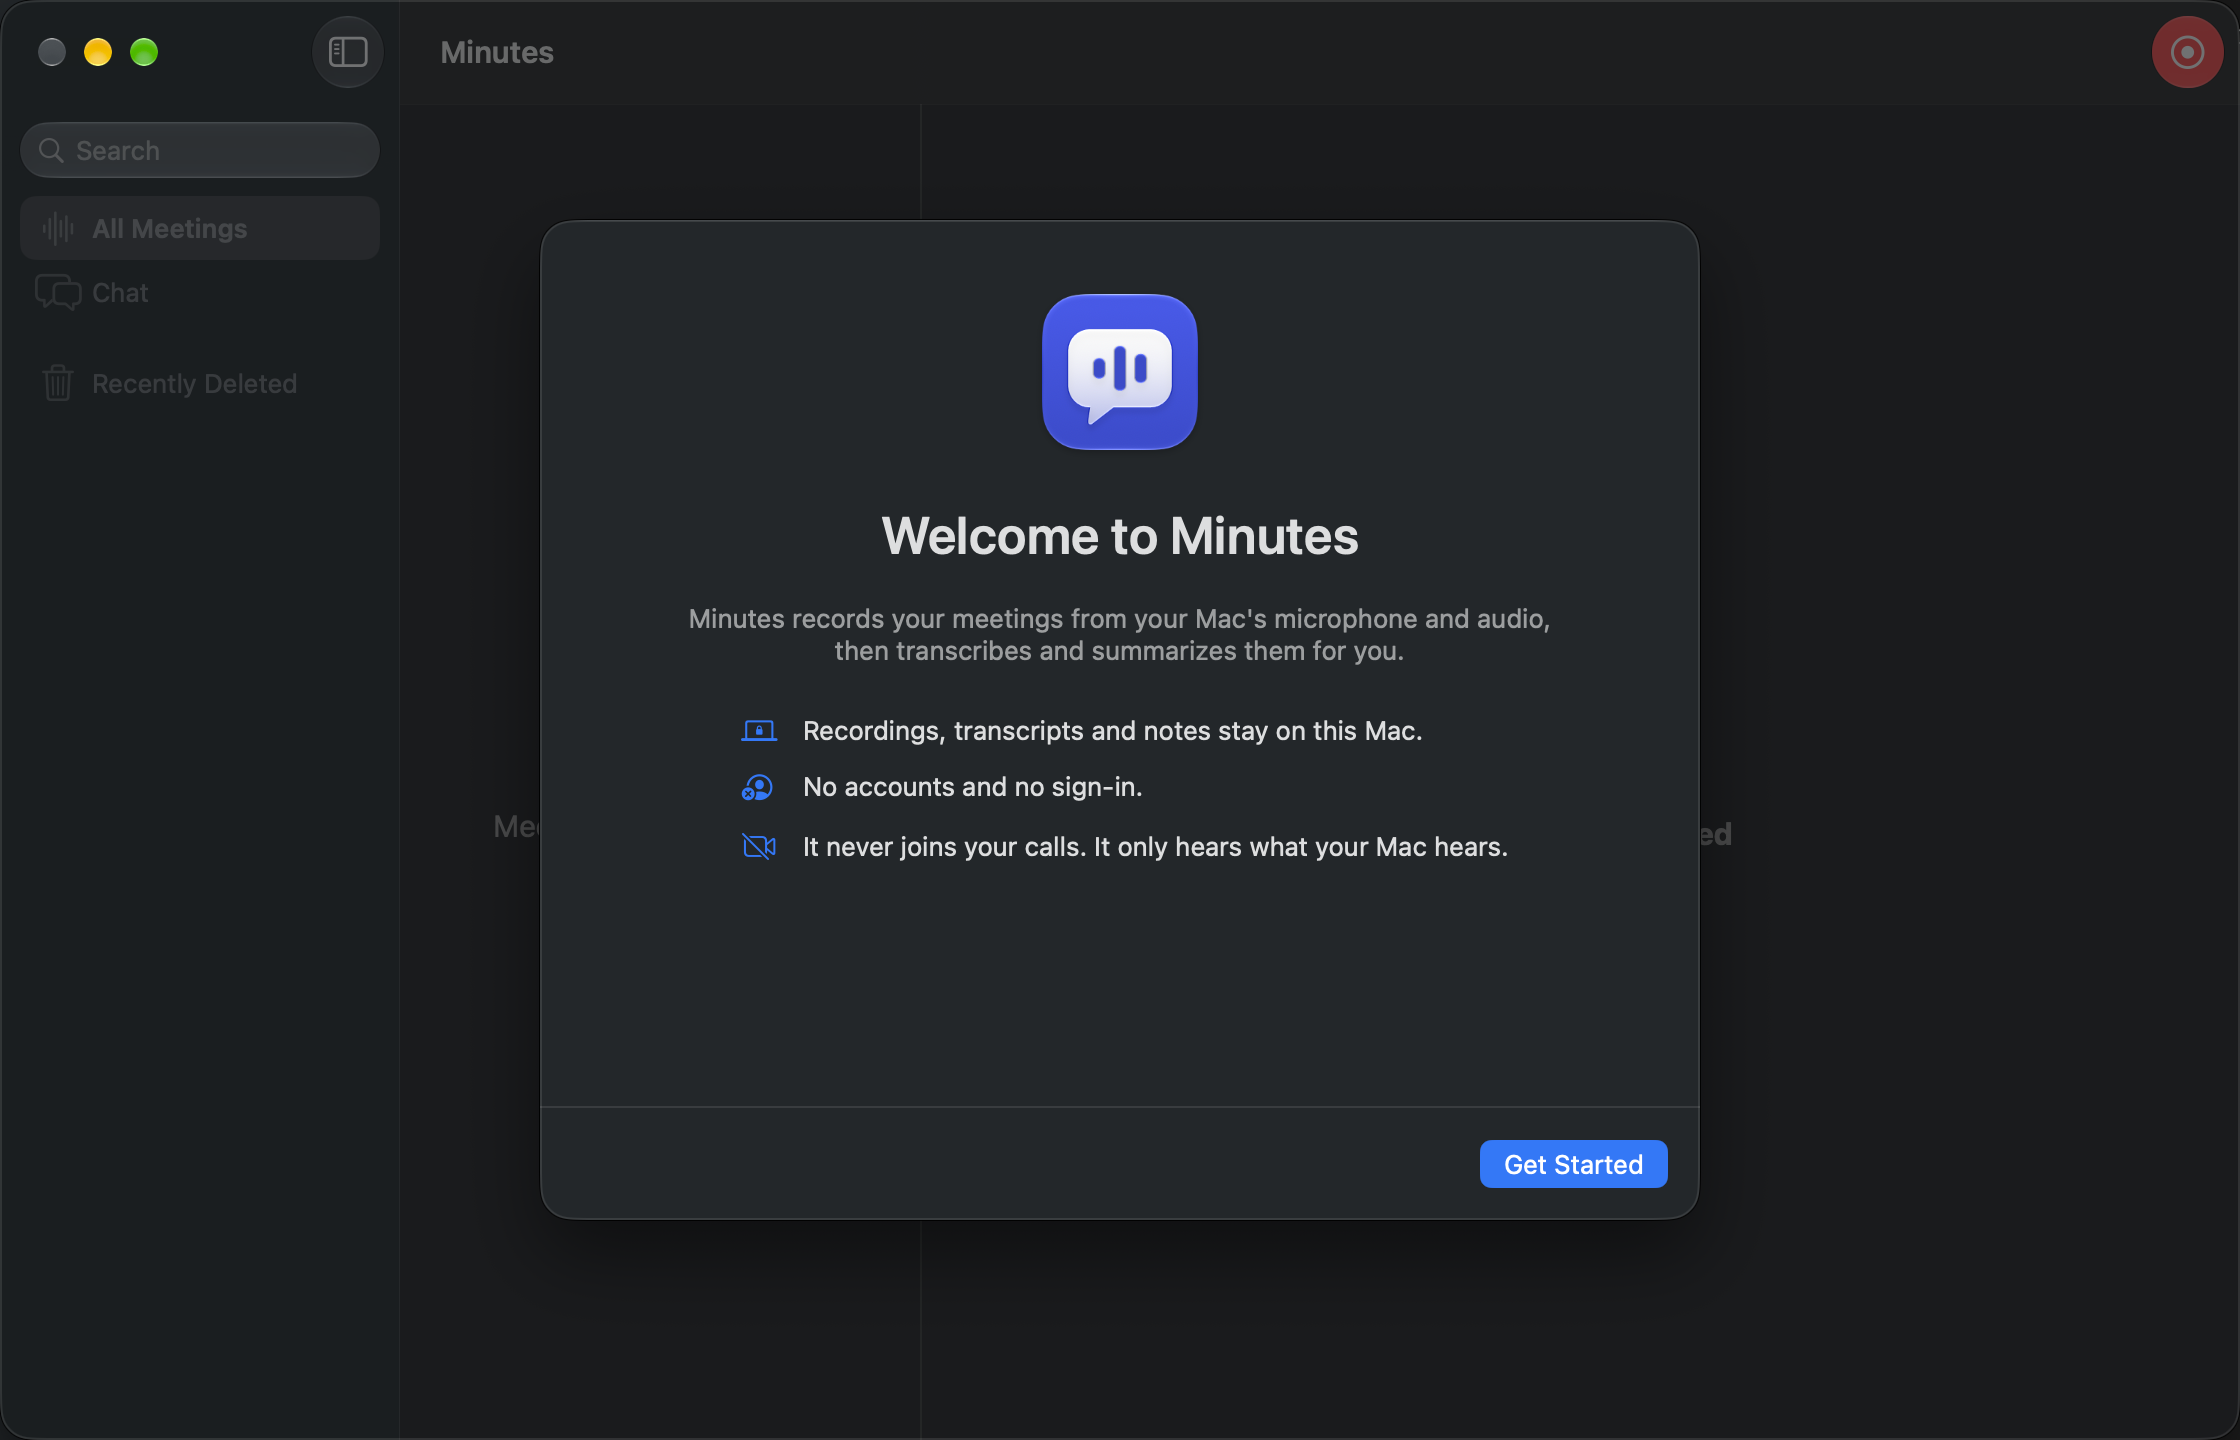 Minutes
Search
All Meetings
Chat
Recently Deleted
Welcome to Minutes
Minutes records your meetings from your Mac's microphone and audio,
then transcribes and summarizes them for you.
Recordings, transcripts and notes stay on this Mac.
No accounts and no sign-in.
It never joins your calls. It only hears what your Mac hears.
Get Started